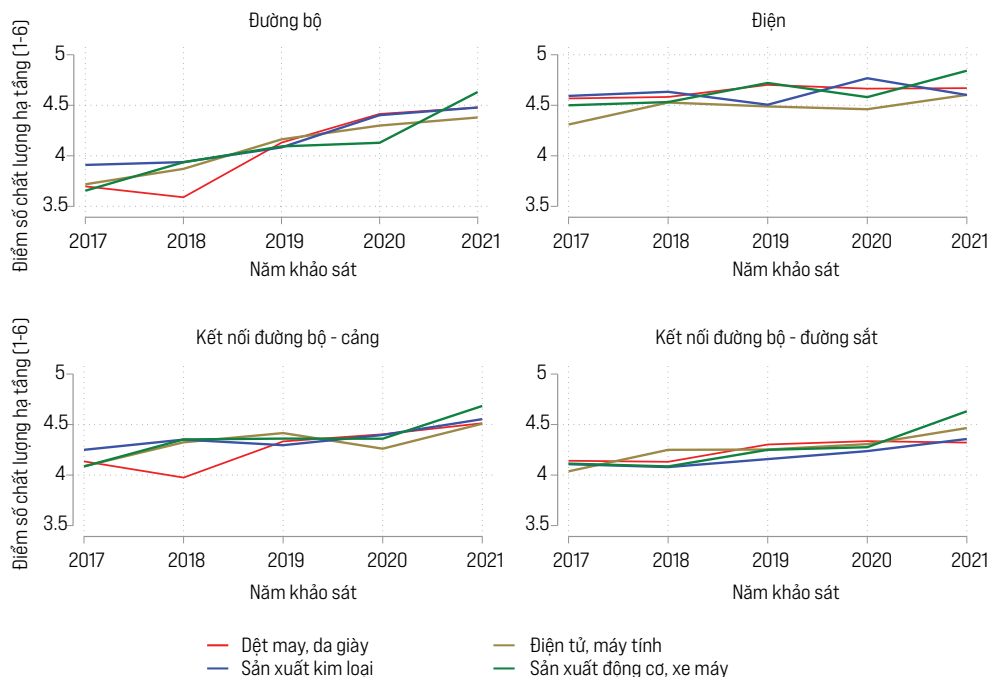 Đường bộ
Điện
Điểm số chất lượng hạ tầng (1-6)
5
4.5
4
3.5
2017 2018 2019 2020 2021
Năm khảo sát
5
4.5
4
3.5
2017 2018 2019 2020 2021
Năm khảo sát
Kết nối đường bộ - cảng
Kết nối đường bộ - đường sắt
Điểm số chất lượng hạ tầng (1-6)
5
4.5
4
3.5
2017 2018 2019 2020 2021
Năm khảo sát
5
4.5
4
3.5
2017 2018 2019 2020 2021
Năm khảo sát
Dệt may, da giày
Điện tử, máy tính
Sản xuất kim loại
Sản xuất động cơ, xe máy